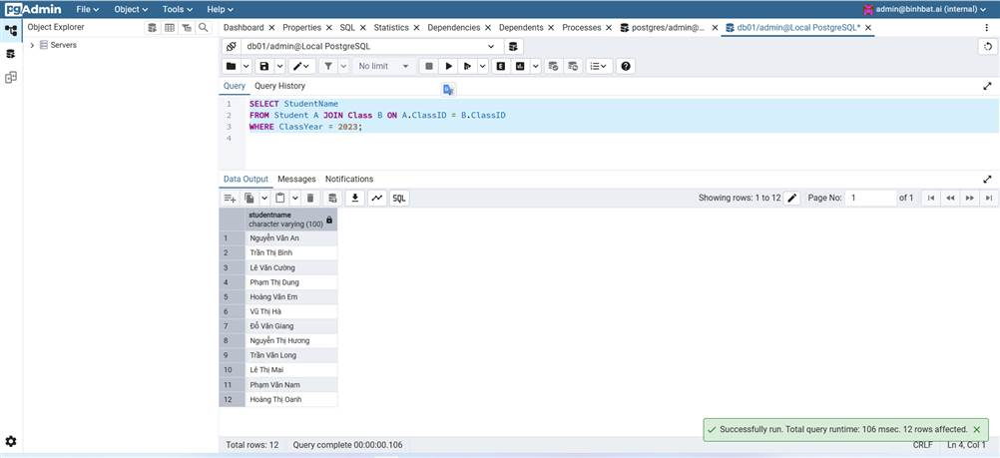 pgAdmin File Object Tools Help admin@binhbat.ai (internal)
Object Explorer
Dashboard Properties SQL Statistics Dependencies Dependents Processes postgres/admin@... db01/admin@Local PostgreSQL*
Servers
db01/admin@Local PostgreSQL
No limit
Query Query History
1 SELECT StudentName
2 FROM Student A JOIN Class B ON A.ClassID = B.ClassID
3 WHERE ClassYear = 2023;
4
Data Output Messages Notifications
SQL Showing rows: 1 to 12 Page No: 1 of 1
studentname
character varying (100)
1 Nguyễn Văn An
2 Trần Thị Bình
3 Lê Văn Cường
4 Phạm Thị Dung
5 Hoàng Văn Em
6 Vũ Thị Hà
7 Đỗ Văn Giang
8 Nguyễn Thị Hương
9 Trần Văn Long
10 Lê Thị Mai
11 Phạm Văn Nam
12 Hoàng Thị Oanh
Successfully run. Total query runtime: 106 msec. 12 rows affected.
Total rows: 12 Query complete 00:00:00.106 CRLF Ln 4, Col 1